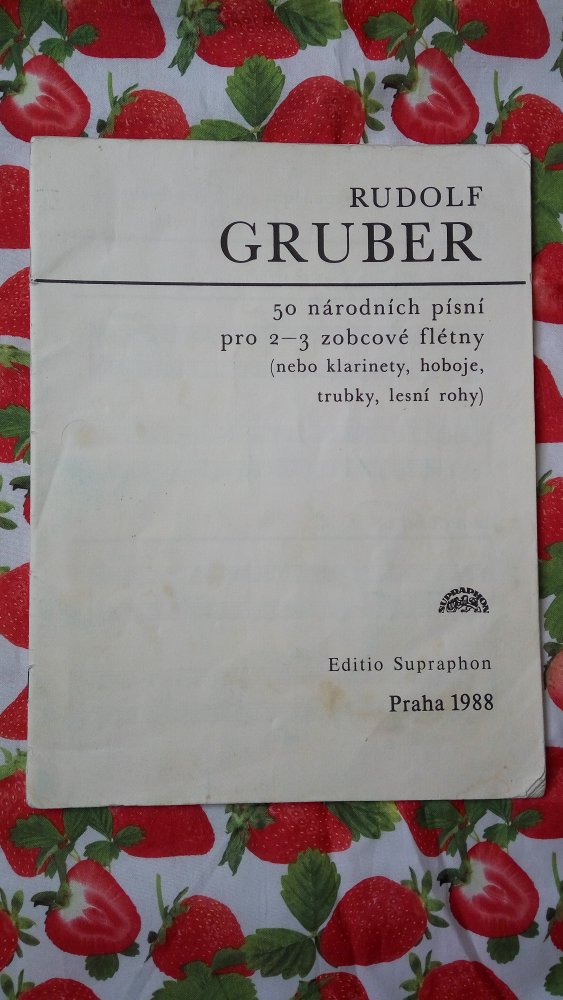 RUDOLF
GRUBER
50 národních písní
pro 2–3 zobcové flétny
(nebo klarinety, hoboje,
trubky, lesní rohy)
SUPRAPHON
Editio Supraphon
Praha 1988